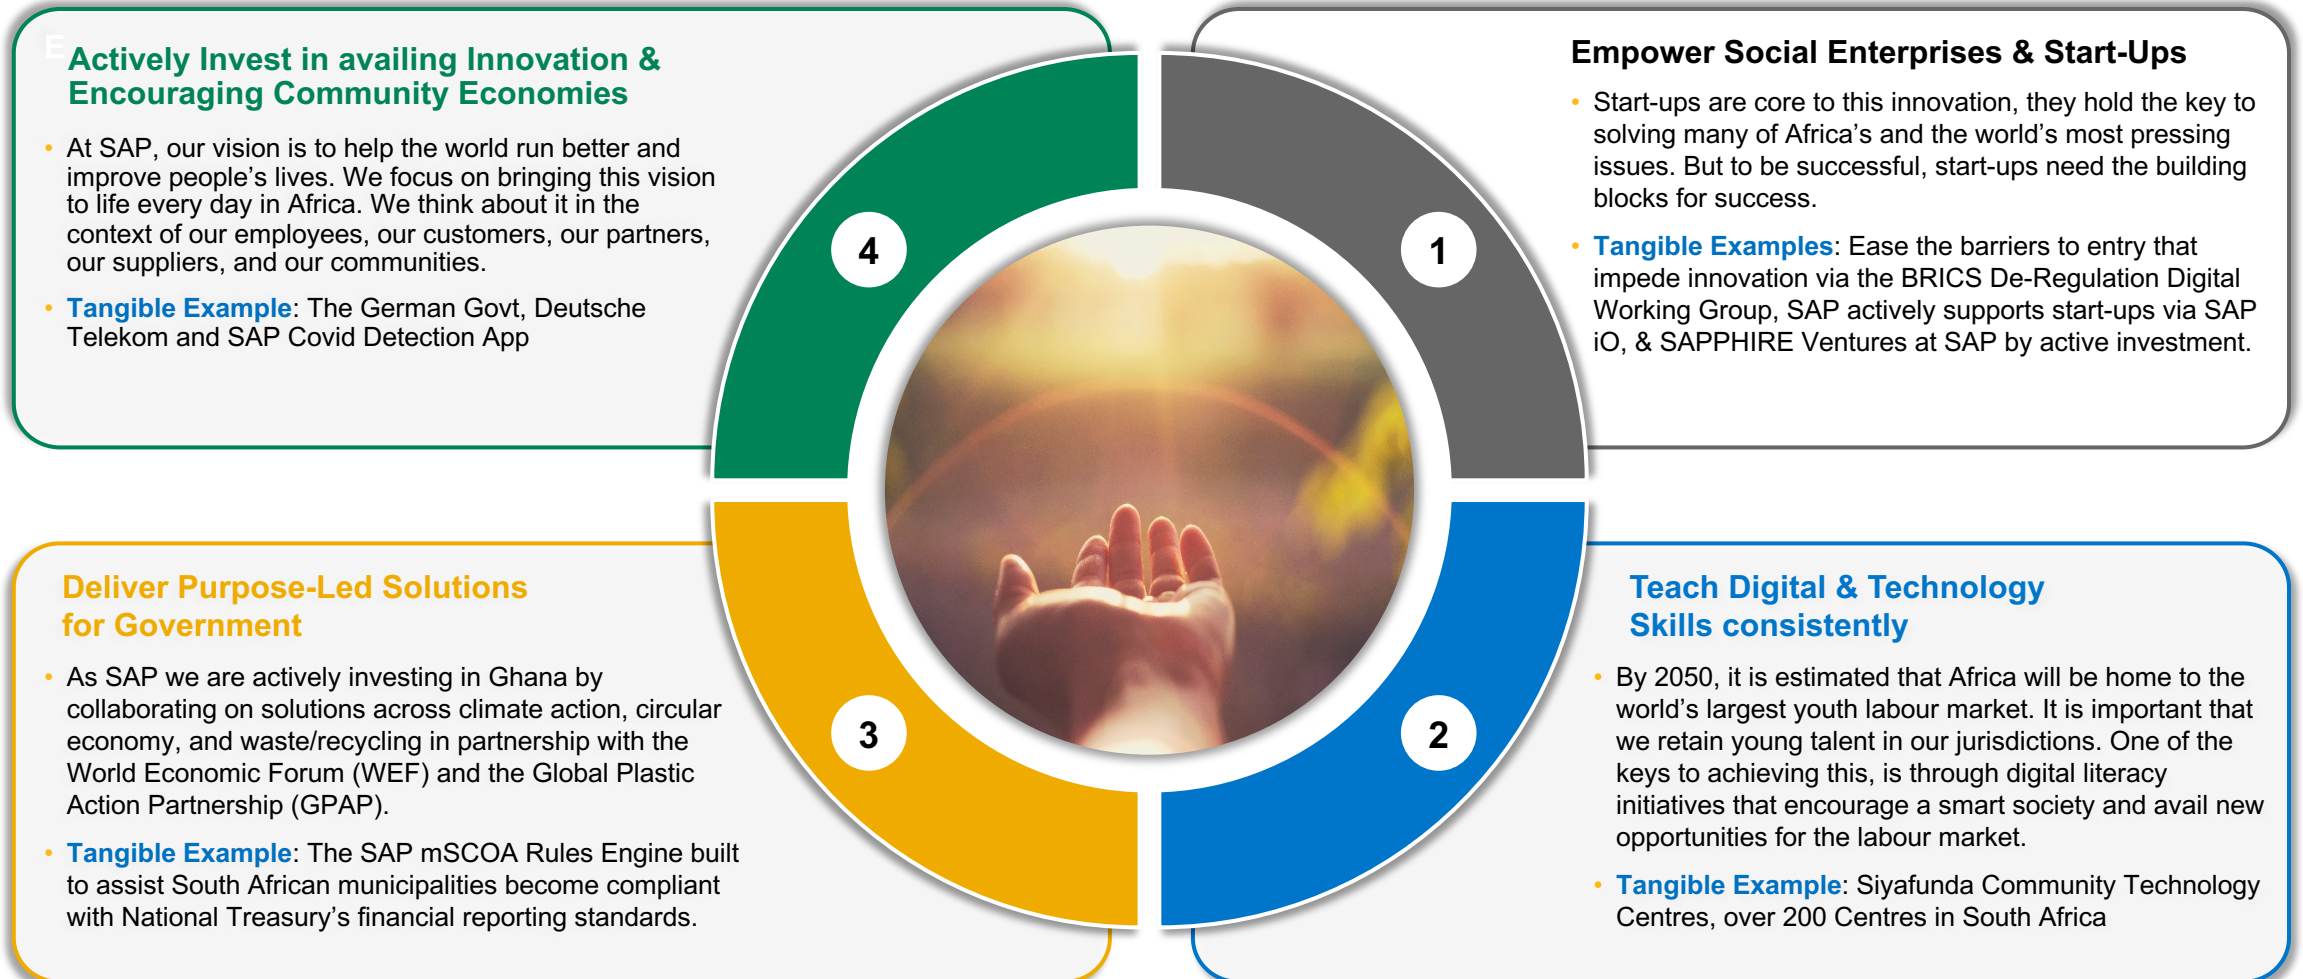 E
Actively Invest in availing Innovation &
Encouraging Community Economies
• At SAP, our vision is to help the world run better and
improve people's lives. We focus on bringing this vision
to life every day in Africa. We think about it in the
context of our employees, our customers, our partners,
our suppliers, and our communities.
• Tangible Example: The German Govt, Deutsche
Telekom and SAP Covid Detection App
4
Empower Social Enterprises & Start-Ups
• Start-ups are core to this innovation, they hold the key to
solving many of Africa's and the world's most pressing
issues. But to be successful, start-ups need the building
blocks for success.
• Tangible Examples: Ease the barriers to entry that
impede innovation via the BRICS De-Regulation Digital
Working Group, SAP actively supports start-ups via SAP
iO, & SAPPHIRE Ventures at SAP by active investment.
1
Deliver Purpose-Led Solutions
for Government
• As SAP we are actively investing in Ghana by
collaborating on solutions across climate action, circular
economy, and waste/recycling in partnership with the
World Economic Forum (WEF) and the Global Plastic
Action Partnership (GPAP).
• Tangible Example: The SAP mSCOA Rules Engine built
to assist South African municipalities become compliant
with National Treasury's financial reporting standards.
3
Teach Digital & Technology
Skills consistently
• By 2050, it is estimated that Africa will be home to the
world's largest youth labour market. It is important that
we retain young talent in our jurisdictions. One of the
keys to achieving this, is through digital literacy
initiatives that encourage a smart society and avail new
opportunities for the labour market.
• Tangible Example: Siyafunda Community Technology
Centres, over 200 Centres in South Africa
2